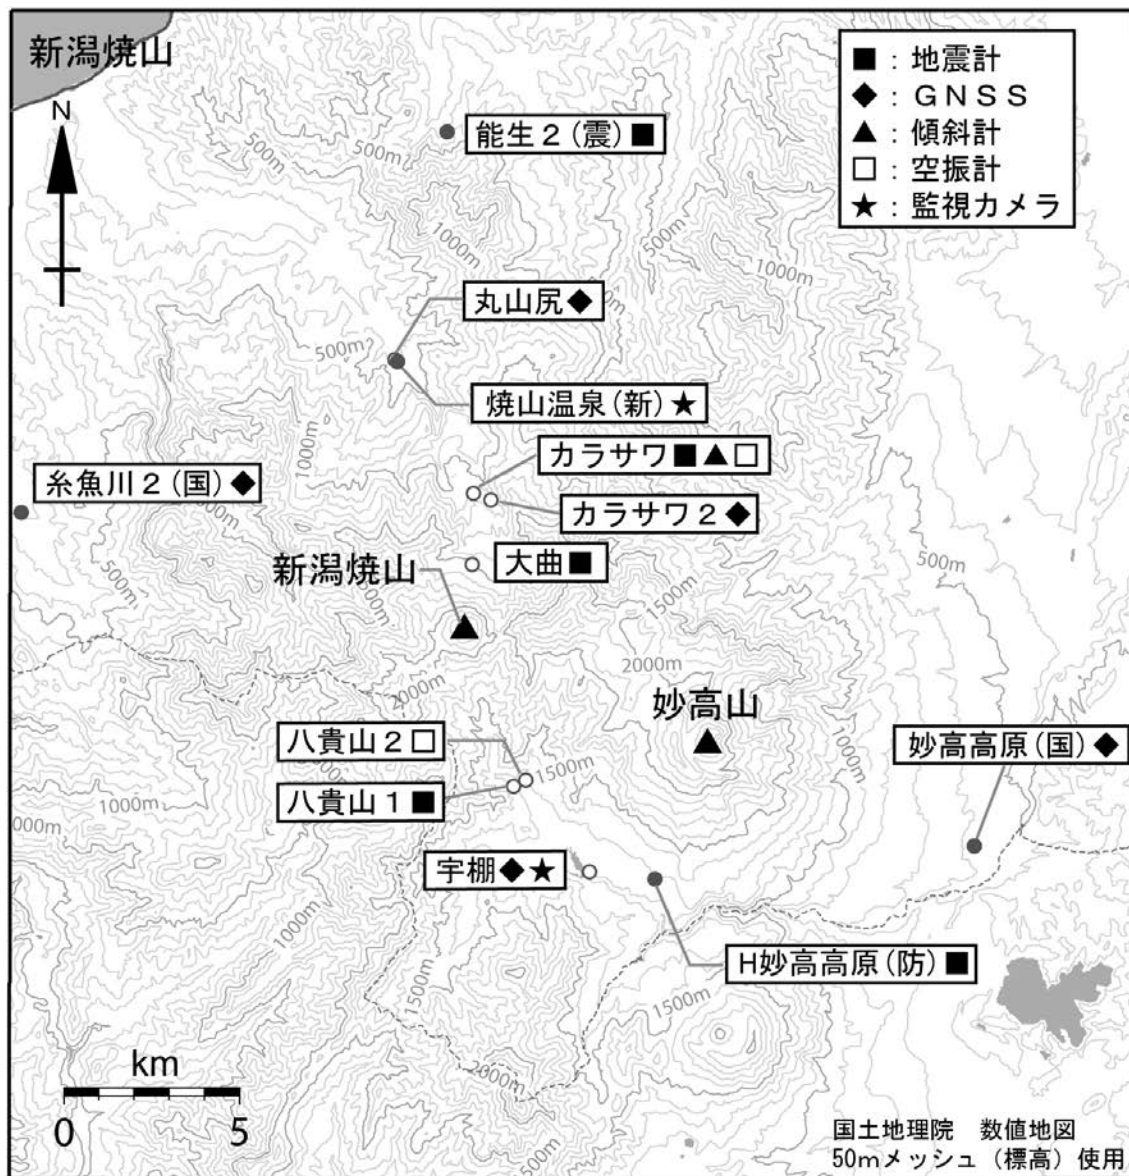 新潟焼山
N
■：地震計
◆：ＧＮＳＳ
▲：傾斜計
□：空振計
★：監視カメラ
能生２(震)■
500m
500m
1000m
500m
1000m
丸山尻◆
500m
焼山温泉(新)★
1000m
カラサワ■▲□
糸魚川２(国)◆
カラサワ２◆
新潟焼山
大曲■
500m
500m
1500m
2000m
2000m
妙高山
八貴山２□
1500m
妙高高原(国)◆
1000m
八貴山１■
1000m
宇棚◆★
1000m
H妙高高原(防)■
1500m
1500m
2000m
km
0 5
国土地理院　数値地図
50mメッシュ（標高）使用